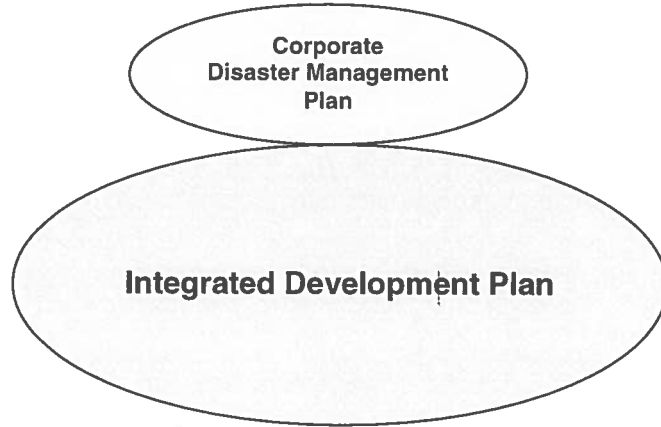 Corporate
Disaster Management
Plan
Integrated Development Plan